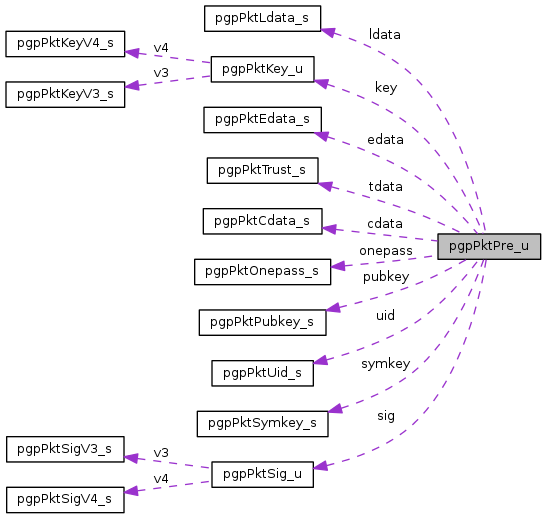 pgpPktLdata_s
ldata
pgpPktKeyV4_s
v4
pgpPktKey_u
v3
key
pgpPktKeyV3_s
pgpPktEdata_s
edata
pgpPktTrust_s
tdata
pgpPktCdata_s
cdata
pgpPktPre_u
onepass
pgpPktOnepass_s
pubkey
pgpPktPubkey_s
uid
pgpPktUid_s
symkey
pgpPktSymkey_s
sig
pgpPktSigV3_s
v3
pgpPktSig_u
v4
pgpPktSigV4_s